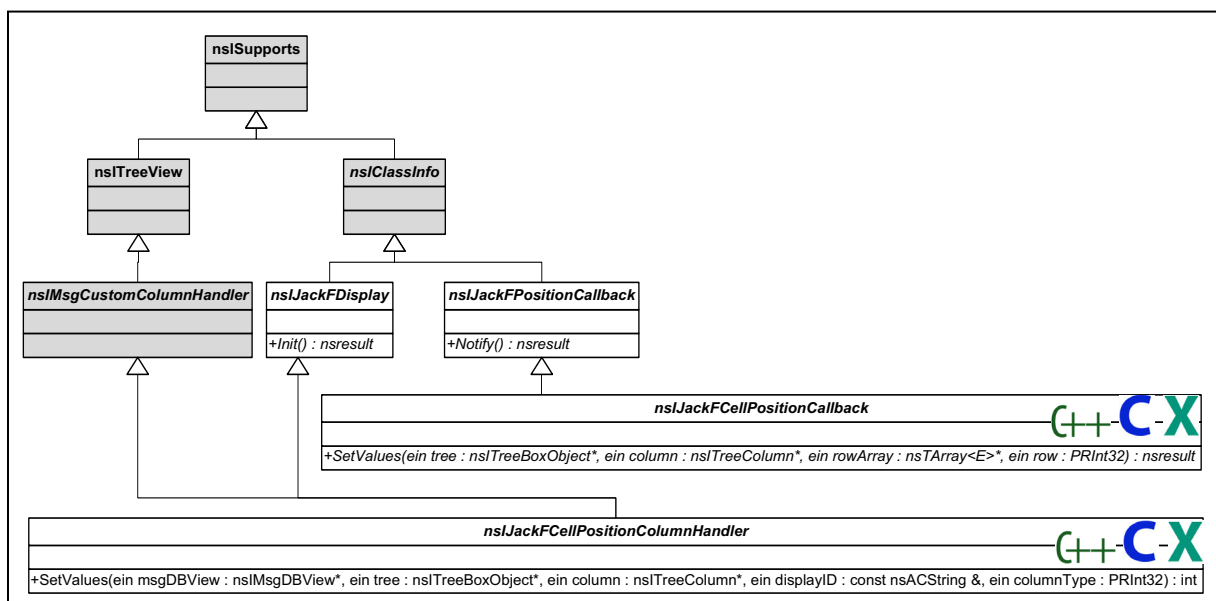 nsISupports
nsITreeView
nsIClassInfo
nsIMsgCustomColumnHandler
nsIJackFDisplay
nsIJackFPositionCallback
+Init() : nsresult
+Notify() : nsresult
nsIJackFCellPositionCallback
C++ C X
+SetValues(ein tree : nsITreeBoxObject*, ein column : nsITreeColumn*, ein rowArray : nsTArray<E>*, ein row : PRInt32) : nsresult
nsIJackFCellPositionColumnHandler
C++ C X
+SetValues(ein msgDBView : nsIMsgDBView*, ein tree : nsITreeBoxObject*, ein column : nsITreeColumn*, ein displayID : const nsACString &, ein columnType : PRInt32) : int